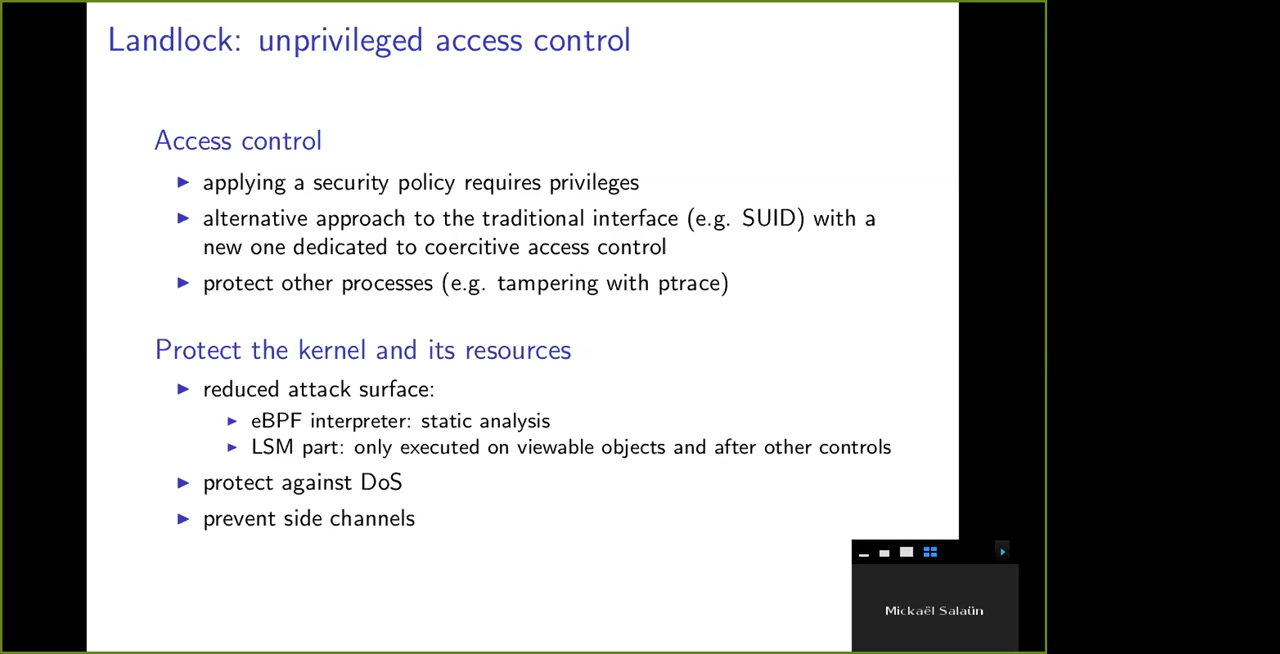 Landlock: unprivileged access control
Access control
▶ applying a security policy requires privileges
▶ alternative approach to the traditional interface (e.g. SUID) with a
new one dedicated to coercitive access control
▶ protect other processes (e.g. tampering with ptrace)
Protect the kernel and its resources
▶ reduced attack surface:
▶ eBPF interpreter: static analysis
▶ LSM part: only executed on viewable objects and after other controls
▶ protect against DoS
▶ prevent side channels
Mickaël Salaün